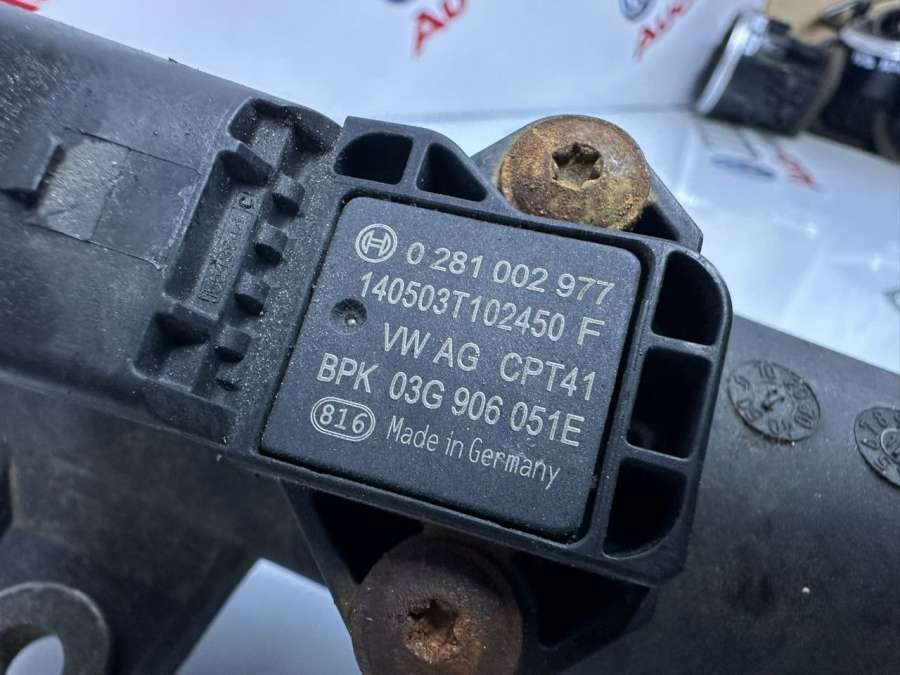 0 281 002 977
140503T102450 F
VW AG CPT41
BPK 03G 906 051E
816 Made in Germany